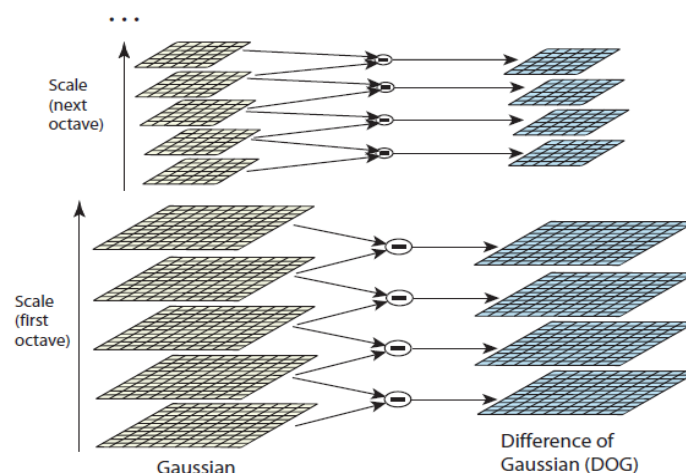 ...
Scale
(next
octave)
Scale
(first
octave)
Gaussian
Difference of
Gaussian (DOG)